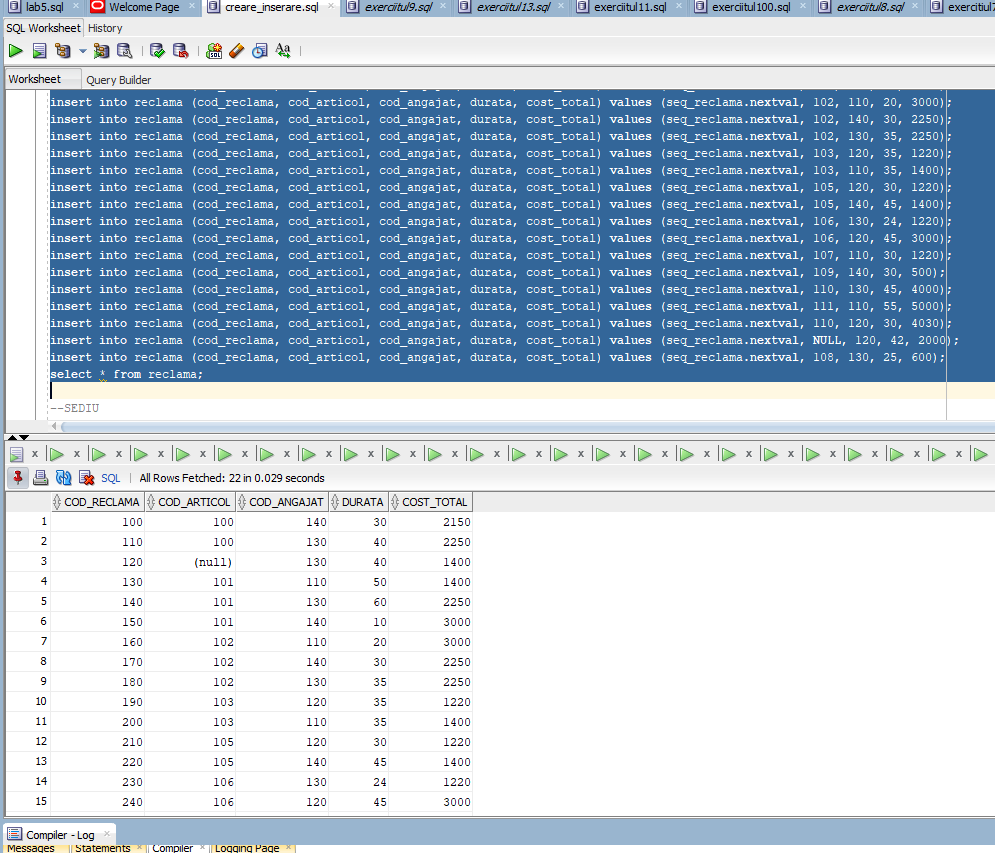 lab5.sql Welcome Page creare_inserare.sql exerciitul9.sql exerciitul13.sql exerciitul11.sql exerciitul100.sql exerciitul8.sql exercitiul7
SQL Worksheet History
Worksheet Query Builder
insert into reclama (cod_reclama, cod_articol, cod_angajat, durata, cost_total) values (seq_reclama.nextval, 102, 110, 20, 3000);
insert into reclama (cod_reclama, cod_articol, cod_angajat, durata, cost_total) values (seq_reclama.nextval, 102, 140, 30, 2250);
insert into reclama (cod_reclama, cod_articol, cod_angajat, durata, cost_total) values (seq_reclama.nextval, 102, 130, 35, 2250);
insert into reclama (cod_reclama, cod_articol, cod_angajat, durata, cost_total) values (seq_reclama.nextval, 103, 120, 35, 1220);
insert into reclama (cod_reclama, cod_articol, cod_angajat, durata, cost_total) values (seq_reclama.nextval, 103, 110, 35, 1400);
insert into reclama (cod_reclama, cod_articol, cod_angajat, durata, cost_total) values (seq_reclama.nextval, 105, 120, 30, 1220);
insert into reclama (cod_reclama, cod_articol, cod_angajat, durata, cost_total) values (seq_reclama.nextval, 105, 140, 45, 1400);
insert into reclama (cod_reclama, cod_articol, cod_angajat, durata, cost_total) values (seq_reclama.nextval, 106, 130, 24, 1220);
insert into reclama (cod_reclama, cod_articol, cod_angajat, durata, cost_total) values (seq_reclama.nextval, 106, 120, 45, 3000);
insert into reclama (cod_reclama, cod_articol, cod_angajat, durata, cost_total) values (seq_reclama.nextval, 107, 110, 30, 1220);
insert into reclama (cod_reclama, cod_articol, cod_angajat, durata, cost_total) values (seq_reclama.nextval, 109, 140, 30, 500);
insert into reclama (cod_reclama, cod_articol, cod_angajat, durata, cost_total) values (seq_reclama.nextval, 110, 130, 45, 4000);
insert into reclama (cod_reclama, cod_articol, cod_angajat, durata, cost_total) values (seq_reclama.nextval, 111, 110, 55, 5000);
insert into reclama (cod_reclama, cod_articol, cod_angajat, durata, cost_total) values (seq_reclama.nextval, 110, 120, 30, 4030);
insert into reclama (cod_reclama, cod_articol, cod_angajat, durata, cost_total) values (seq_reclama.nextval, NULL, 120, 42, 2000);
insert into reclama (cod_reclama, cod_articol, cod_angajat, durata, cost_total) values (seq_reclama.nextval, 108, 130, 25, 600);
select * from reclama;
--SEDIU
SQL All Rows Fetched: 22 in 0.029 seconds
COD_RECLAMA COD_ARTICOL COD_ANGAJAT DURATA COST_TOTAL
1 100 100 140 30 2150
2 110 100 130 40 2250
3 120 (null) 130 40 1400
4 130 101 110 50 1400
5 140 101 130 60 2250
6 150 101 140 10 3000
7 160 102 110 20 3000
8 170 102 140 30 2250
9 180 102 130 35 2250
10 190 103 120 35 1220
11 200 103 110 35 1400
12 210 105 120 30 1220
13 220 105 140 45 1400
14 230 106 130 24 1220
15 240 106 120 45 3000
Compiler - Log
Messages Statements Compiler Logging Page